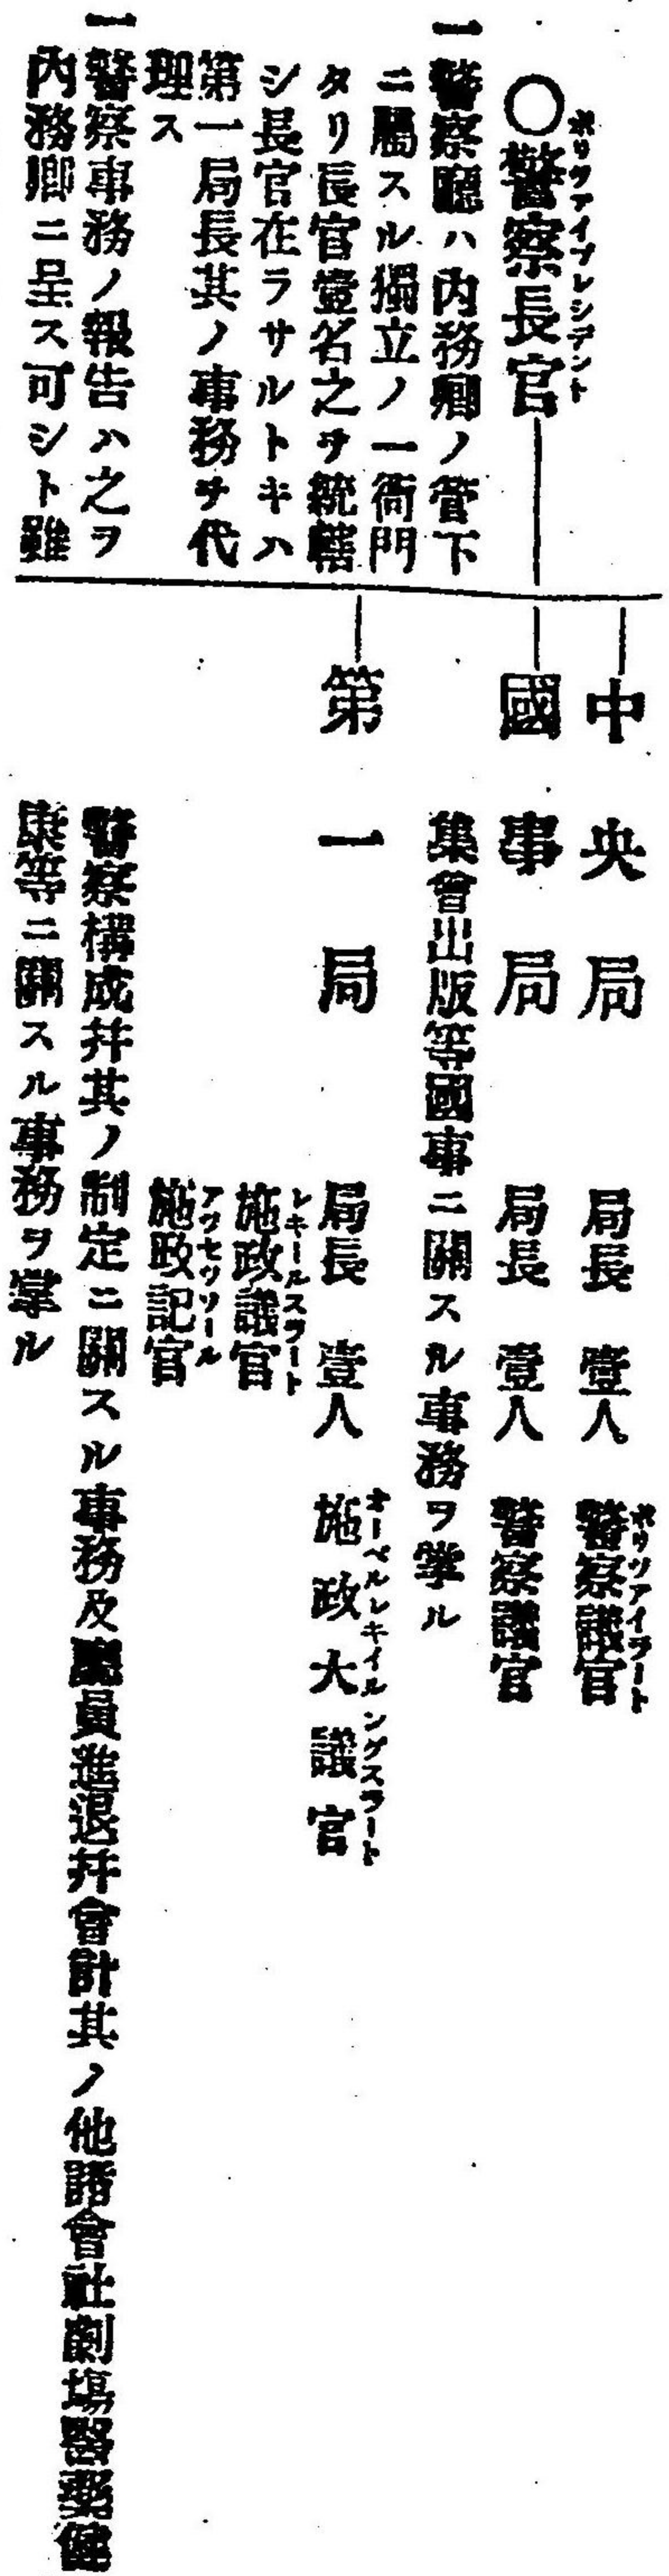 ポリツアイプレシデント
〇警察長官
一警察廳ハ内務卿ノ管下
ニ屬スル獨立ノ一衙門
タリ長官壹名之ヲ統轄
シ長官在ラサルトキハ
第一局長其ノ事務ヲ代
理ス
一警察事務ノ報告ハ之ヲ
内務卿ニ呈ス可シト雖
中央局 局長 壹人 警察議官
ポリツアイラート
國事局 局長 壹人 警察議官
集會出版等國事ニ關スル事務ヲ掌ル
第一局 局長 壹人 施政大議官
オーベルレキイルングスラート
レキールスラート
施政議官
アツセツソール
施政記官
警察構成幷其ノ制定ニ關スル事務及廳員進退幷會計其ノ他諸會社劇塲醫藥健
康等ニ關スル事務ヲ掌ル